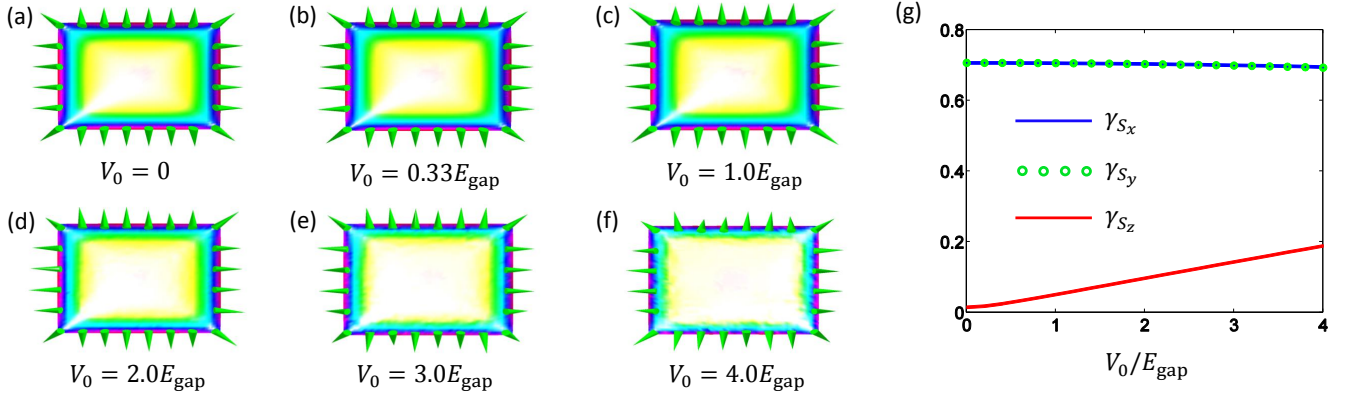 (a)
(b)
(c)
(g)
V₀ = 0
V₀ = 0.33E_gap
V₀ = 1.0E_gap
(d)
(e)
(f)
V₀ = 2.0E_gap
V₀ = 3.0E_gap
V₀ = 4.0E_gap
0.8
0.6
0.4
0.2
0
γ_{S_x}
γ_{S_y}
γ_{S_z}
0 1 2 3 4
V₀/E_gap